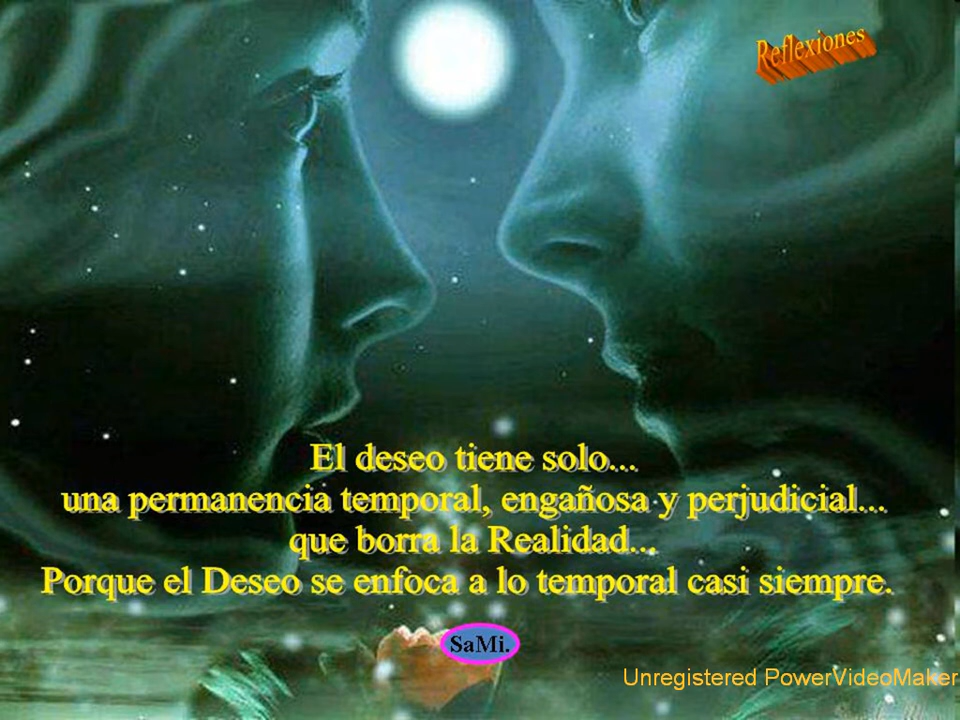 Reflexiones
El deseo tiene solo...
una permanencia temporal, engañosa y perjudicial...
que borra la Realidad...
Porque el Deseo se enfoca a lo temporal casi siempre.
SaMi.
Unregistered PowerVideoMaker